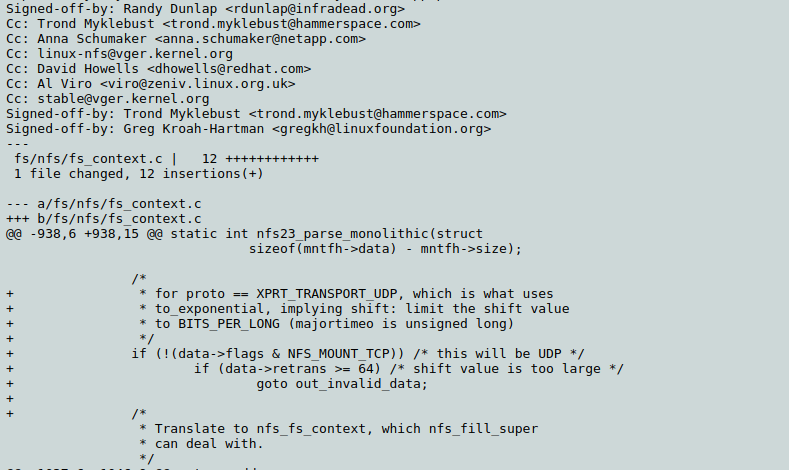 Signed-off-by: Randy Dunlap <rdunlap@infradead.org>
Cc: Trond Myklebust <trond.myklebust@hammerspace.com>
Cc: Anna Schumaker <anna.schumaker@netapp.com>
Cc: linux-nfs@vger.kernel.org
Cc: David Howells <dhowells@redhat.com>
Cc: Al Viro <viro@zeniv.linux.org.uk>
Cc: stable@vger.kernel.org
Signed-off-by: Trond Myklebust <trond.myklebust@hammerspace.com>
Signed-off-by: Greg Kroah-Hartman <gregkh@linuxfoundation.org>
---
 fs/nfs/fs_context.c |   12 ++++++++++++
 1 file changed, 12 insertions(+)

--- a/fs/nfs/fs_context.c
+++ b/fs/nfs/fs_context.c
@@ -938,6 +938,15 @@ static int nfs23_parse_monolithic(struct
                               sizeof(mntfh->data) - mntfh->size);

                /*
+                * for proto == XPRT_TRANSPORT_UDP, which is what uses
+                * to_exponential, implying shift: limit the shift value
+                * to BITS_PER_LONG (majortimeo is unsigned long)
+                */
+               if (!(data->flags & NFS_MOUNT_TCP)) /* this will be UDP */
+                       if (data->retrans >= 64) /* shift value is too large */
+                               goto out_invalid_data;
+
+               /*
                 * Translate to nfs_fs_context, which nfs_fill_super
                 * can deal with.
                 */